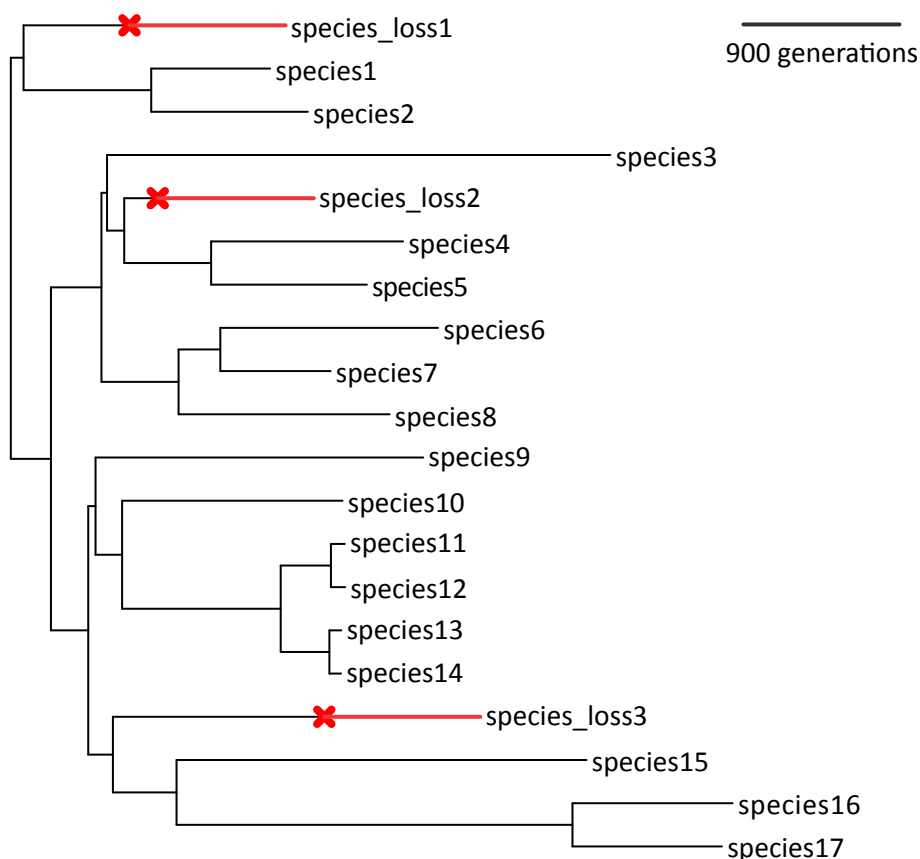 species_loss1
900 generations
species1
species2
species3
species_loss2
species4
species5
species6
species7
species8
species9
species10
species11
species12
species13
species14
species_loss3
species15
species16
species17